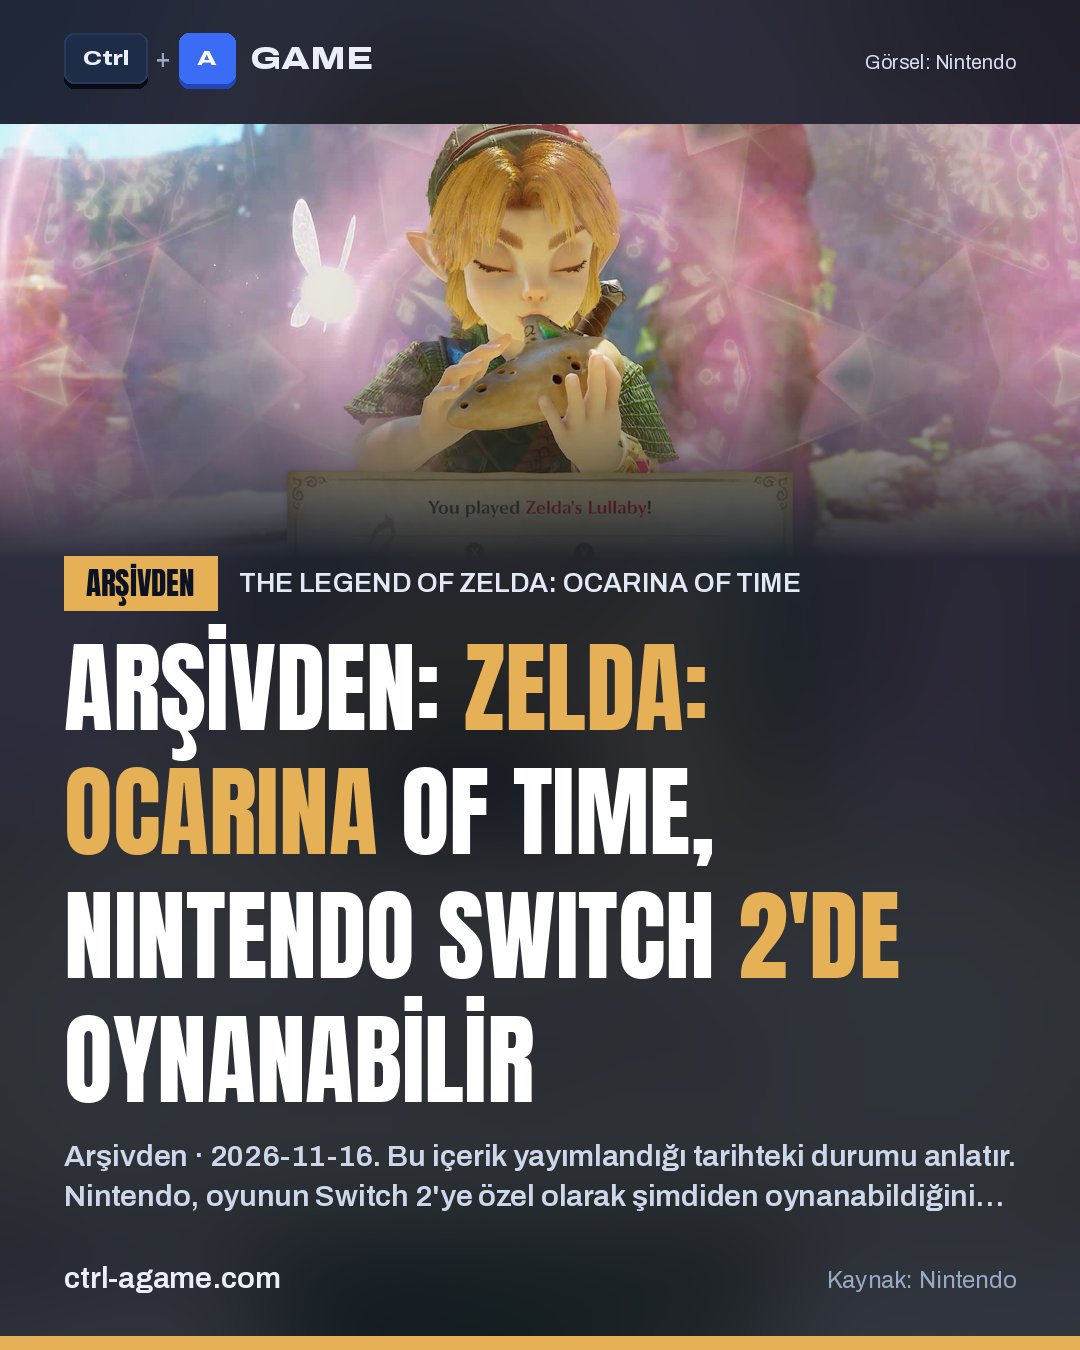 Ctrl + A GAME
Görsel: Nintendo
You played Zelda's Lullaby!
ARŞİVDEN
THE LEGEND OF ZELDA: OCARINA OF TIME
ARŞİVDEN: ZELDA:
OCARINA OF TIME,
NINTENDO SWITCH 2'DE
OYNANABİLİR
Arşivden · 2026-11-16. Bu içerik yayımlandığı tarihteki durumu anlatır.
Nintendo, oyunun Switch 2'ye özel olarak şimdiden oynanabildiğini…
ctrl-agame.com
Kaynak: Nintendo